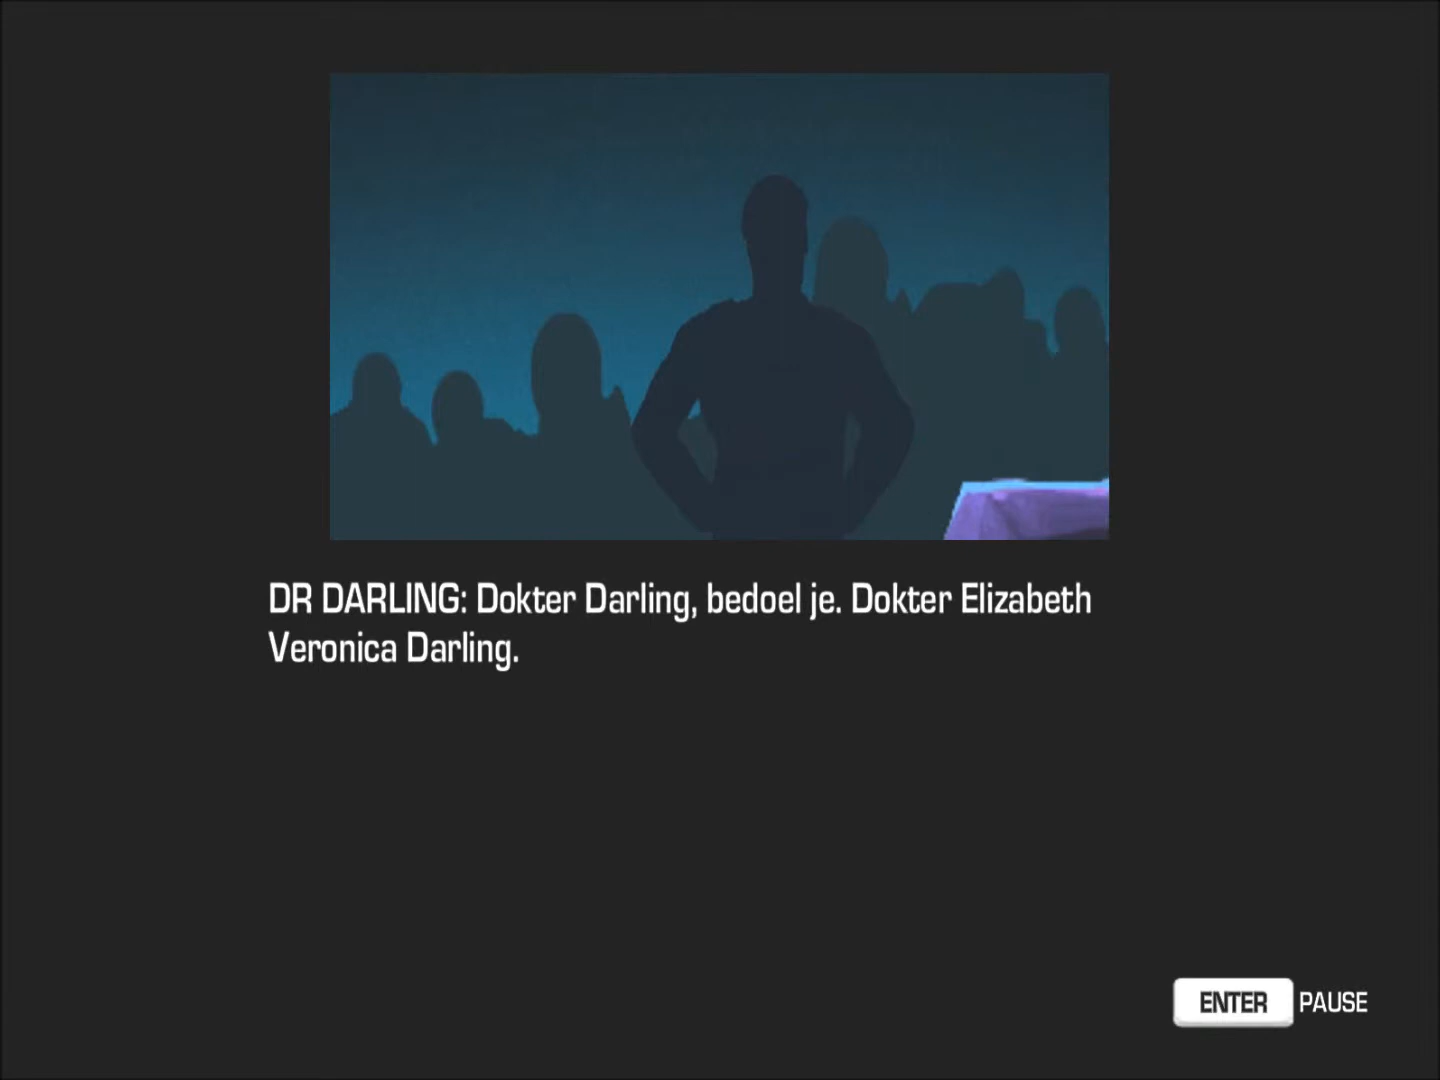 DR DARLING: Dokter Darling, bedoel je. Dokter Elizabeth
Veronica Darling.
ENTER PAUSE